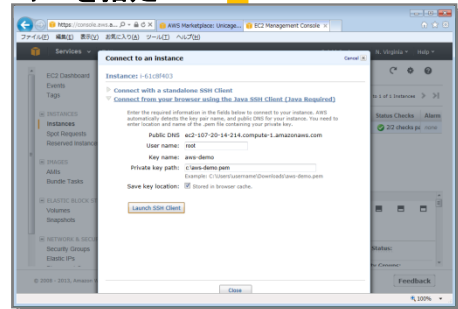 を指定
https://console.aws.a...
AWS Marketplace: Unicage...
EC2 Management Console
ファイル(F) 編集(E) 表示(V) お気に入り(A) ツール(T) ヘルプ(H)
Services
N. Virginia
Help
Connect to an instance
Cancel
Instance: i-61c8f403
EC2 Dashboard
Events
Tags
Connect with a standalone SSH Client
Connect from your browser using the Java SSH Client (Java Required)
Enter the required information in the fields below to connect to your instance. AWS
automatically detects the key pair name, and public DNS for your instance. You need to
enter location and name of the .pem file containing your private key.
1 of 1 Instances
INSTANCES
Instances
Spot Requests
Reserved Instance
Status Checks
Alarm
2/2 checks pa
none
Public DNS ec2-107-20-14-214.compute-1.amazonaws.com
User name: root
Key name: aws-demo
Private key path: c:\aws-demo.pem
Example: C:\Users\username\Downloads\aws-demo.pem
Save key location: Stored in browser cache.
IMAGES
AMIs
Bundle Tasks
Launch SSH Client
ELASTIC BLOCK
Volumes
Snapshots
NETWORK & SECU
Security Groups
Elastic IPs
Status:
Close
Feedback
100%